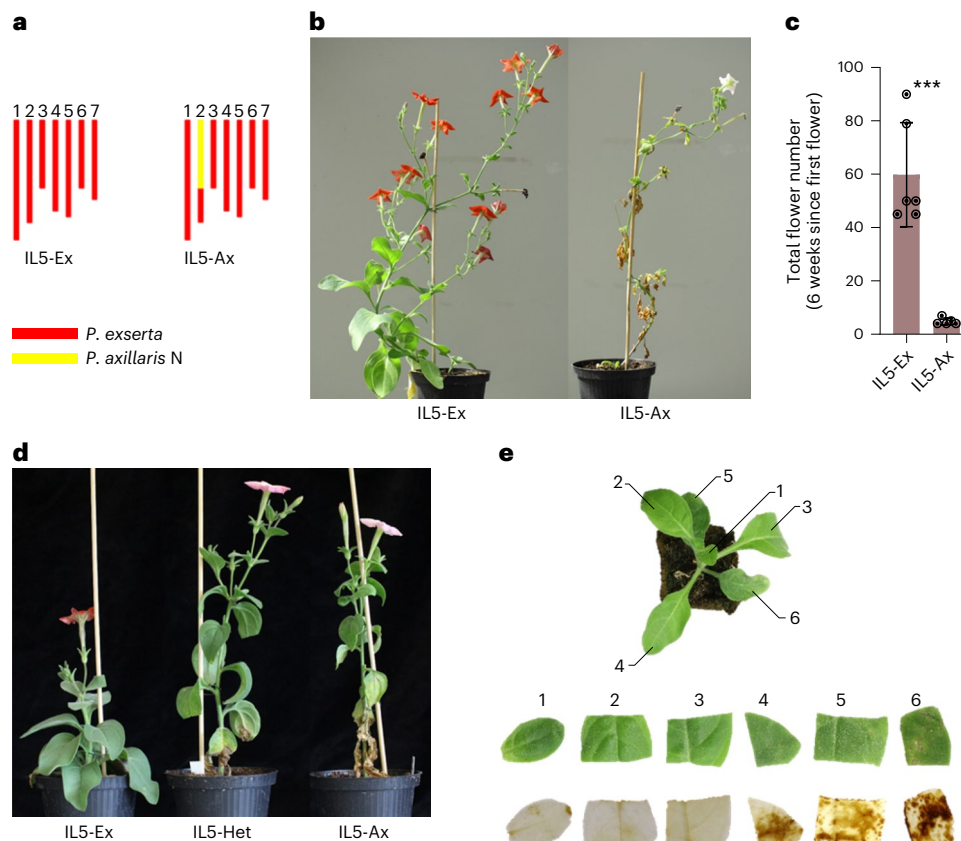 a
1 2 3 4 5 6 7
1 2 3 4 5 6 7
IL5-Ex
IL5-Ax
P. exserta
P. axillaris N
b
IL5-Ex
IL5-Ax
c
Total flower number
(6 weeks since first flower)
100
80
60
40
20
0
***
IL5-Ex
IL5-Ax
d
IL5-Ex
IL5-Het
IL5-Ax
e
2
5
1
3
6
4
1 2 3 4 5 6